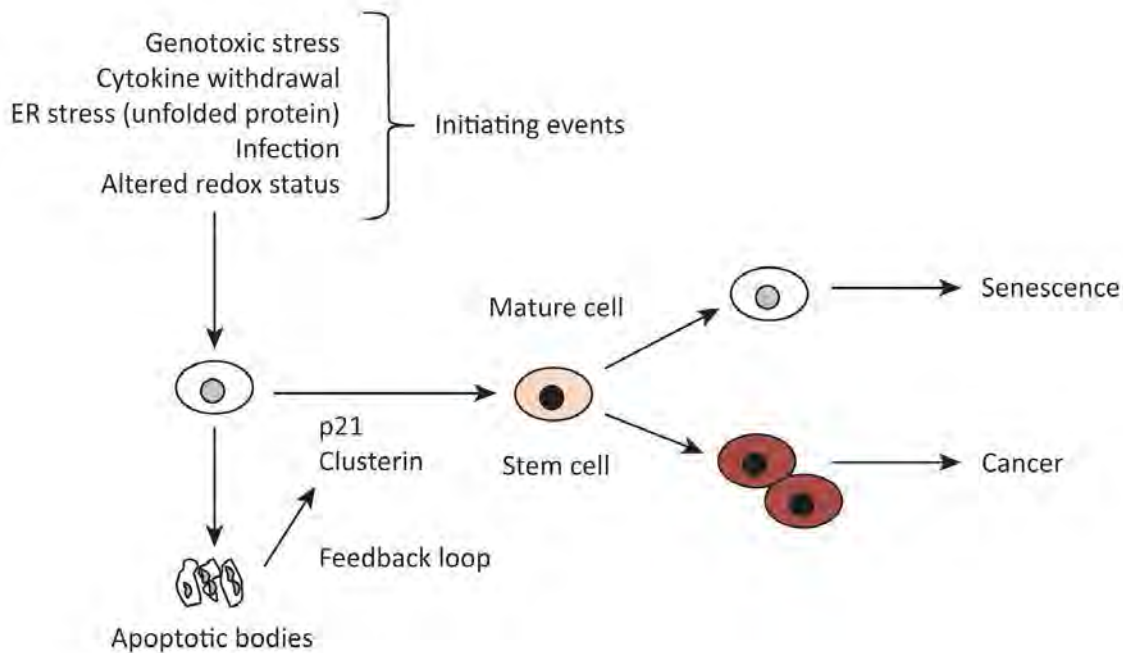 Genotoxic stress
Cytokine withdrawal
ER stress (unfolded protein)
Infection
Altered redox status
Initiating events
Mature cell
Senescence
p21
Clusterin
Stem cell
Cancer
Feedback loop
Apoptotic bodies